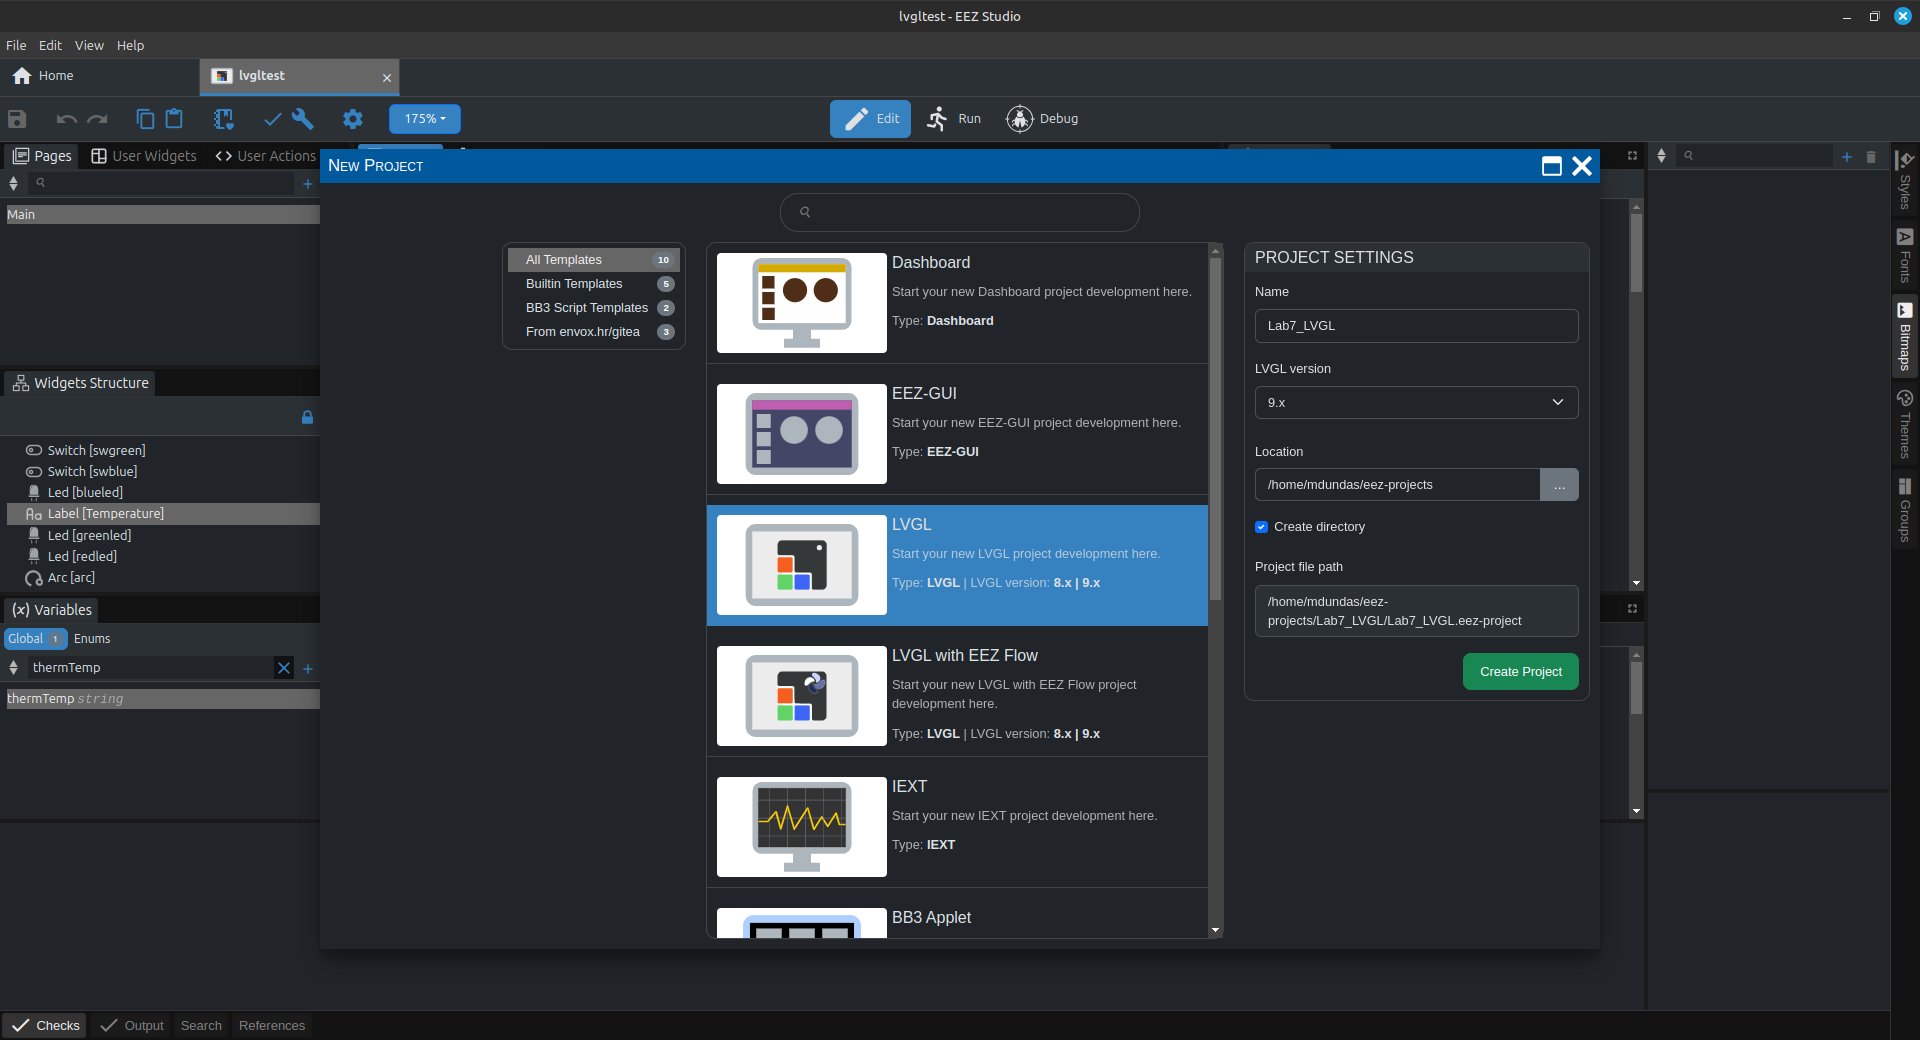 lvgltest - EEZ Studio
File Edit View Help
Home
lvgltest
175%
Edit
Run
Debug
Pages
User Widgets
User Actions
Main
Widgets Structure
Switch [swgreen]
Switch [swblue]
Led [blueled]
Label [Temperature]
Led [greenled]
Led [redled]
Arc [arc]
(x) Variables
Global 1 Enums
thermTemp
thermTemp string
New Project
All Templates 10
Builtin Templates 5
BB3 Script Templates 2
From envox.hr/gitea 3
Dashboard
Start your new Dashboard project development here.
Type: Dashboard
EEZ-GUI
Start your new EEZ-GUI project development here.
Type: EEZ-GUI
LVGL
Start your new LVGL project development here.
Type: LVGL | LVGL version: 8.x | 9.x
LVGL with EEZ Flow
Start your new LVGL with EEZ Flow project
development here.
Type: LVGL | LVGL version: 8.x | 9.x
IEXT
Start your new IEXT project development here.
Type: IEXT
BB3 Applet
PROJECT SETTINGS
Name
Lab7_LVGL
LVGL version
9.x
Location
/home/mdundas/eez-projects
...
Create directory
Project file path
/home/mdundas/eez-
projects/Lab7_LVGL/Lab7_LVGL.eez-project
Create Project
Styles
Fonts
Bitmaps
Themes
Groups
Checks
Output
Search
References